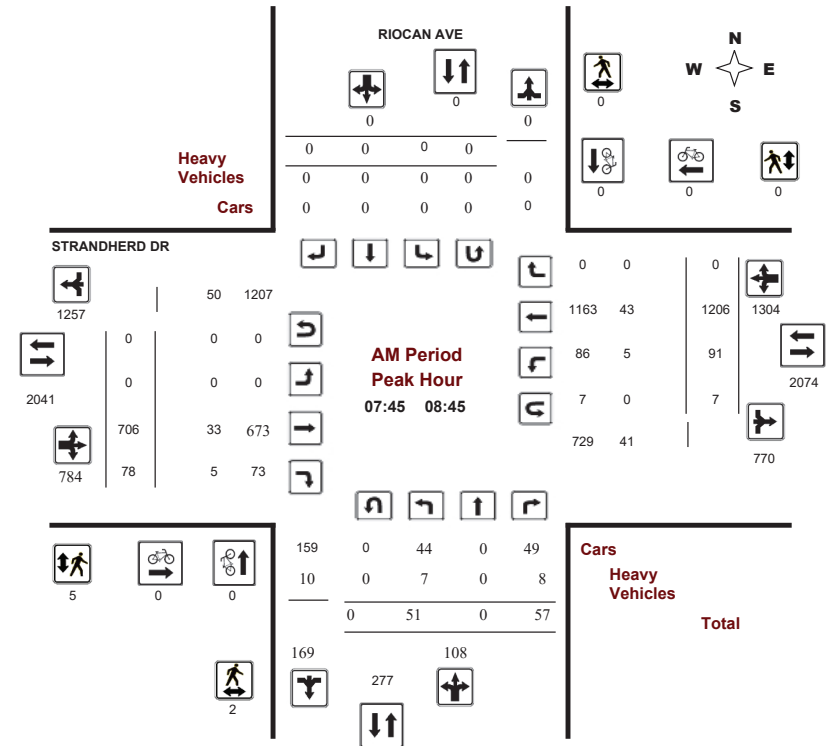 RIOCAN AVE
N
W E
S
0
0
0 0
0 0 0 0
Heavy
Vehicles
0 0 0 0 0
Cars
0 0 0 0 0
0 0 0
STRANDHERD DR
1257
50 1207
0 0 0
1163 43 1206 1304
0 0 0
86 5 91
2041
0 0 0
7 0 7
2074
706 33 673
729 41
770
784
78 5 73
AM Period
Peak Hour
07:45 08:45
159 0 44 0 49
Cars
10 0 7 0 8
Heavy
Vehicles
0 51 0 57
Total
5 0 0
169 108
277
2